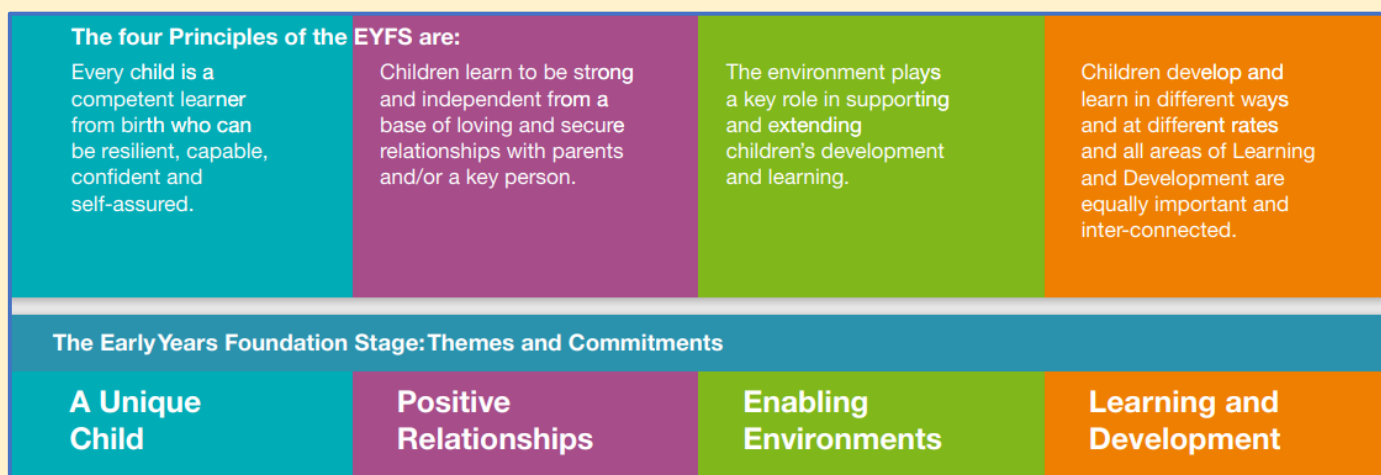 The four Principles of the EYFS are:
Every child is a
competent learner
from birth who can
be resilient, capable,
confident and
self-assured.
Children learn to be strong
and independent from a
base of loving and secure
relationships with parents
and/or a key person.
The environment plays
a key role in supporting
and extending
children's development
and learning.
Children develop and
learn in different ways
and at different rates
and all areas of Learning
and Development are
equally important and
inter-connected.
The Early Years Foundation Stage: Themes and Commitments
A Unique
Child
Positive
Relationships
Enabling
Environments
Learning and
Development